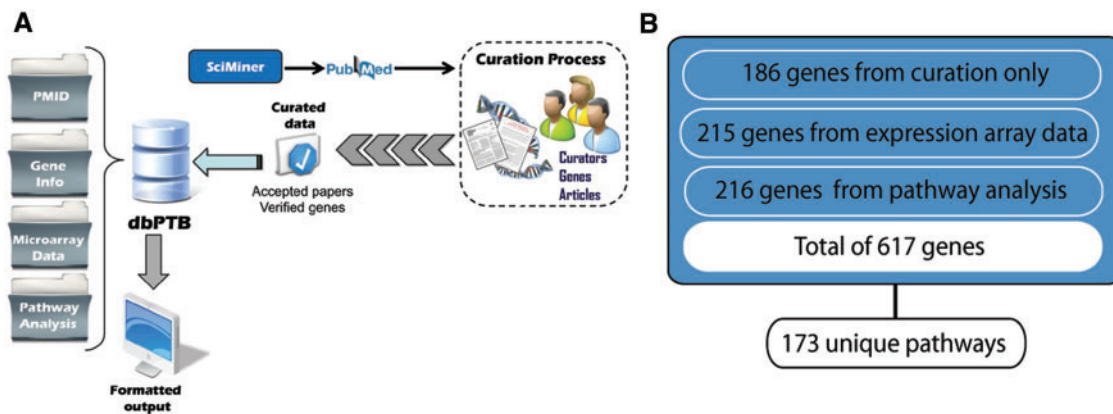 A
PMID
Gene
Info
Microarray
Data
Pathway
Analysis
dbPTB
Formatted
output
SciMiner
PubMed
Curation Process
Curated
data
Accepted papers
Verified genes
Curators
Genes
Articles
B
186 genes from curation only
215 genes from expression array data
216 genes from pathway analysis
Total of 617 genes
173 unique pathways